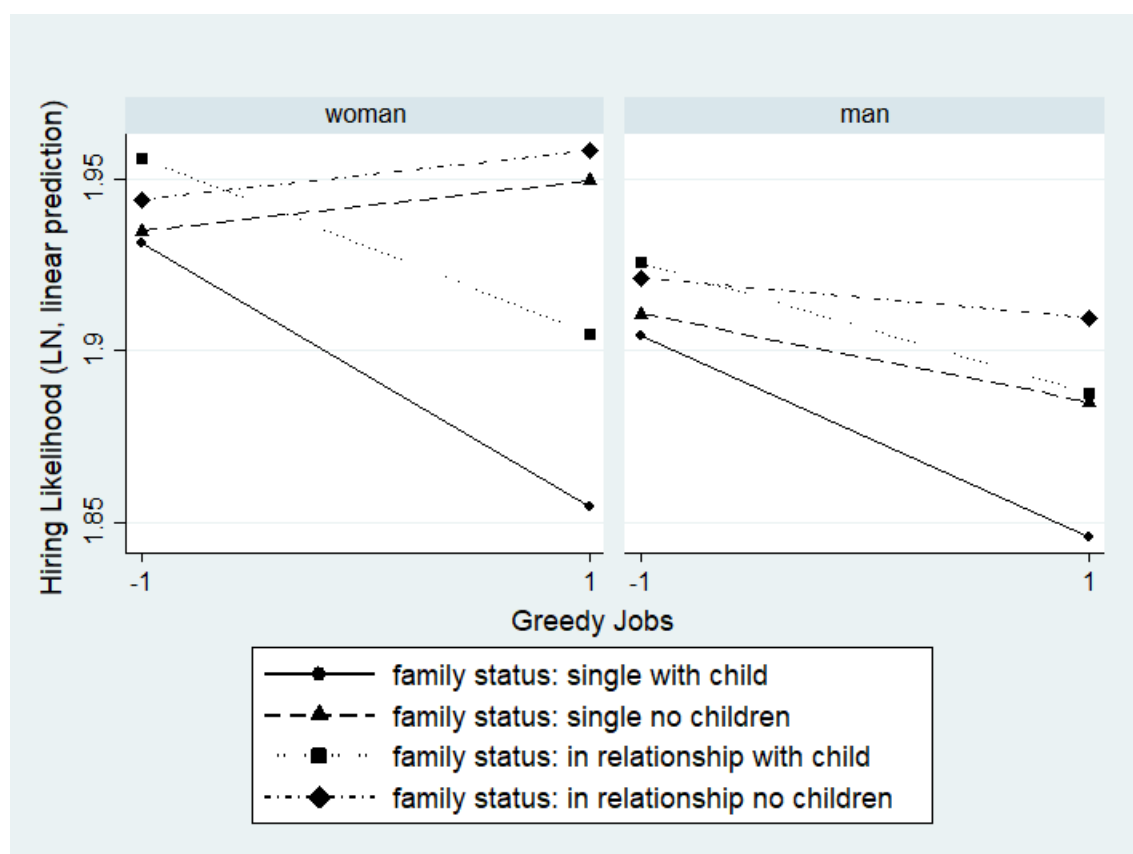 woman
man
Hiring Likelihood (LN, linear prediction)
1.95
1.9
1.85
-1
1
-1
1
Greedy Jobs
family status: single with child
family status: single no children
family status: in relationship with child
family status: in relationship no children